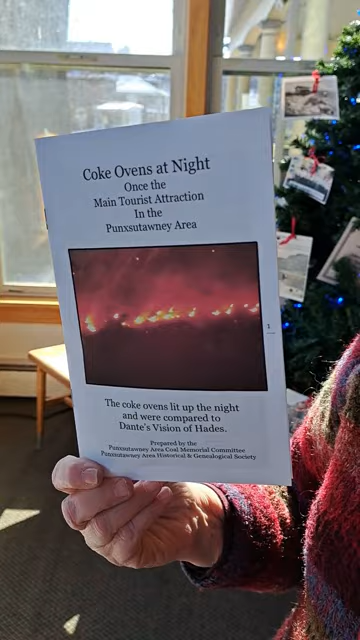 Coke Ovens at Night
Once the
Main Tourist Attraction
In the
Punxsutawney Area
1
The coke ovens lit up the night
and were compared to
Dante's Vision of Hades.
Prepared by the
Punxsutawney Area Coal Memorial Committee
Punxsutawney Area Historical & Genealogical Society